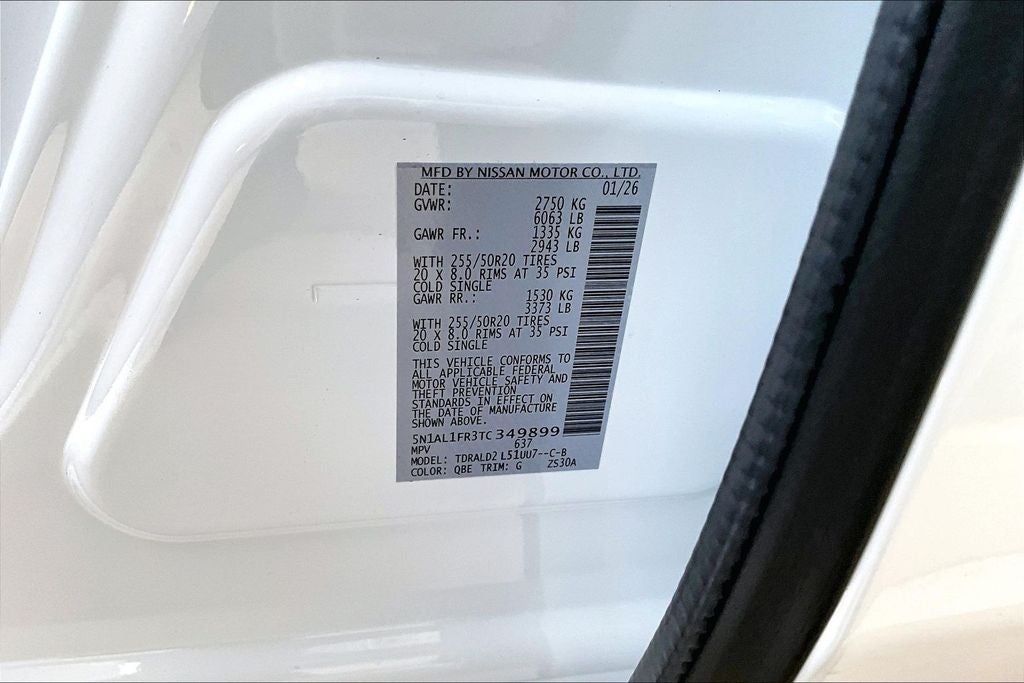 MFD BY NISSAN MOTOR CO., LTD.
DATE: 01/26
GVWR: 2750 KG
6063 LB
GAWR FR.: 1335 KG
2943 LB
WITH 255/50R20 TIRES
20 X 8.0 RIMS AT 35 PSI
COLD SINGLE
GAWR RR.: 1530 KG
3373 LB
WITH 255/50R20 TIRES
20 X 8.0 RIMS AT 35 PSI
COLD SINGLE
THIS VEHICLE CONFORMS TO
ALL APPLICABLE FEDERAL
MOTOR VEHICLE SAFETY AND
THEFT PREVENTION
STANDARDS IN EFFECT ON
THE DATE OF MANUFACTURE
SHOWN ABOVE.
5N1AL1FR3TC349899
MPV 637
MODEL: TDRALD2 L51UU7--C-B
COLOR: QBE TRIM: G ZS30A